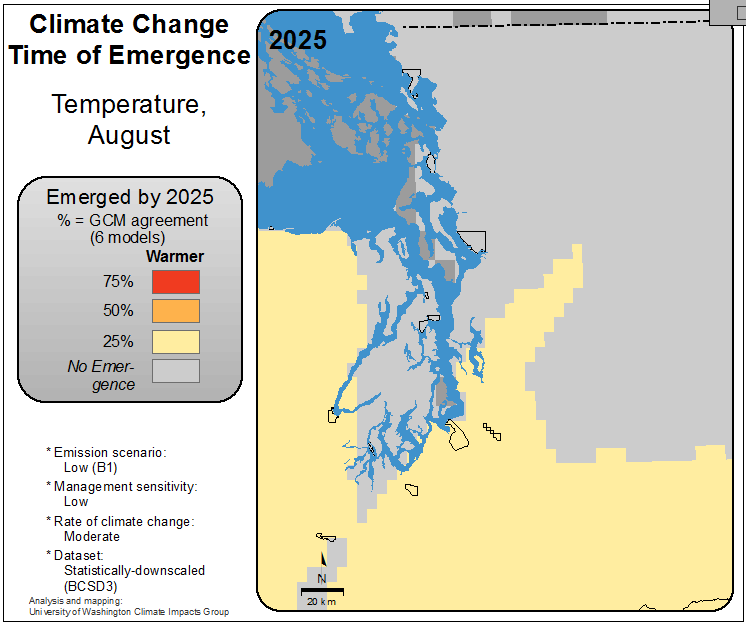 Climate Change
Time of Emergence
Temperature,
August
Emerged by 2025
% = GCM agreement
(6 models)
Warmer
75%
50%
25%
No Emer-
gence
* Emission scenario:
Low (B1)
* Management sensitivity:
Low
* Rate of climate change:
Moderate
* Dataset:
Statistically-downscaled
(BCSD3)
Analysis and mapping:
University of Washington Climate Impacts Group
2025
N
20 km